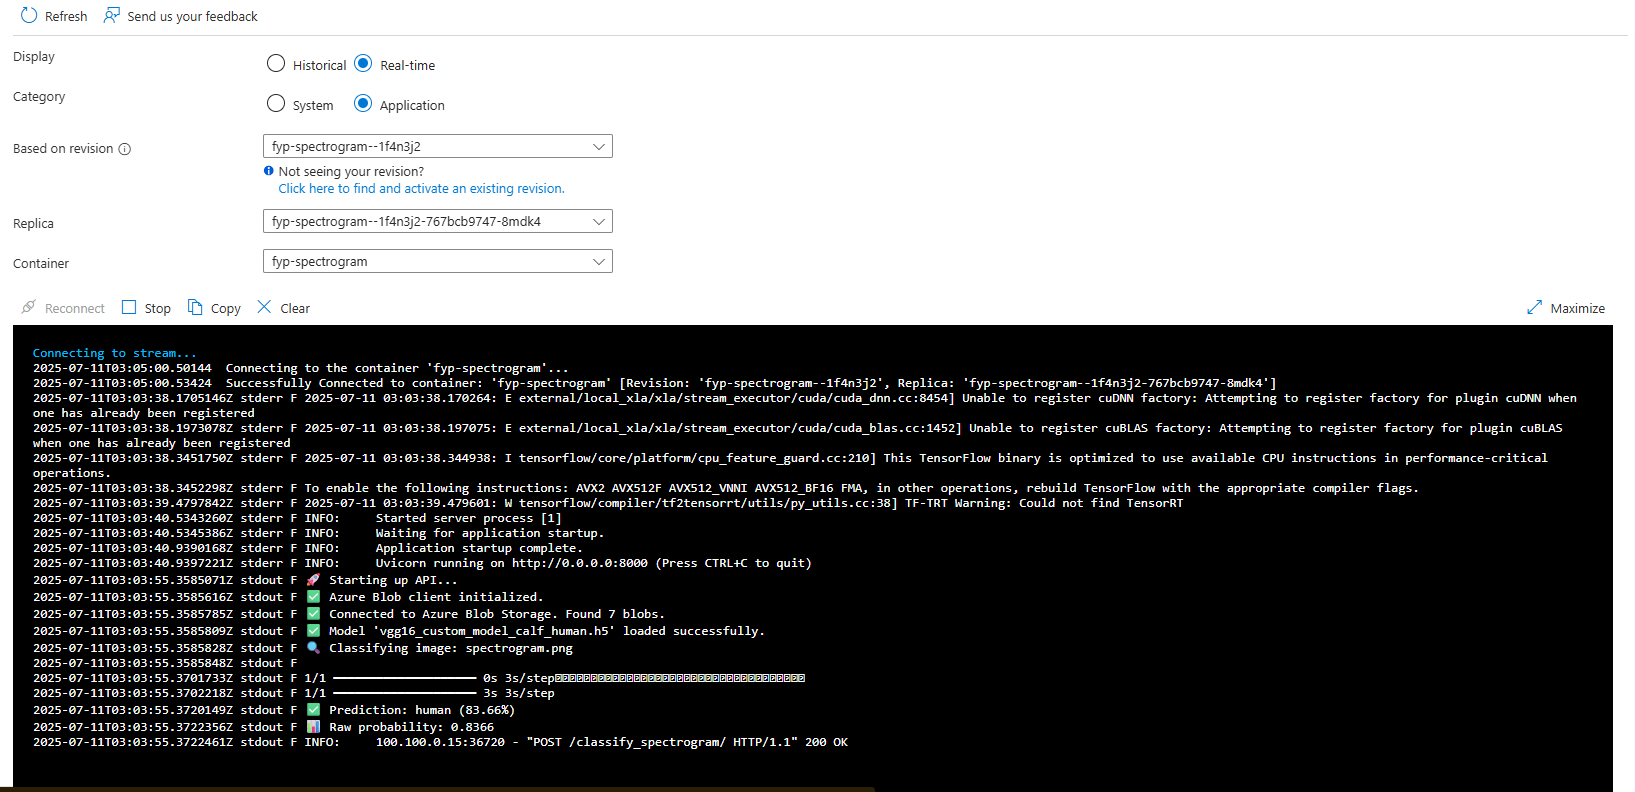 Refresh Send us your feedback
Display
Historical Real-time
Category
System Application
Based on revision
fyp-spectrogram--1f4n3j2
Not seeing your revision?
Click here to find and activate an existing revision.
Replica
fyp-spectrogram--1f4n3j2-767bcb9747-8mdk4
Container
fyp-spectrogram
Reconnect Stop Copy Clear Maximize
Connecting to stream...
2025-07-11T03:05:00.50144  Connecting to the container 'fyp-spectrogram'...
2025-07-11T03:05:00.53424  Successfully Connected to container: 'fyp-spectrogram' [Revision: 'fyp-spectrogram--1f4n3j2', Replica: 'fyp-spectrogram--1f4n3j2-767bcb9747-8mdk4']
2025-07-11T03:03:38.1705146Z stderr F 2025-07-11 03:03:38.170264: E external/local_xla/xla/stream_executor/cuda/cuda_dnn.cc:8454] Unable to register cuDNN factory: Attempting to register factory for plugin cuDNN when
one has already been registered
2025-07-11T03:03:38.1973078Z stderr F 2025-07-11 03:03:38.197075: E external/local_xla/xla/stream_executor/cuda/cuda_blas.cc:1452] Unable to register cuBLAS factory: Attempting to register factory for plugin cuBLAS
when one has already been registered
2025-07-11T03:03:38.3451750Z stderr F 2025-07-11 03:03:38.344938: I tensorflow/core/platform/cpu_feature_guard.cc:210] This TensorFlow binary is optimized to use available CPU instructions in performance-critical
operations.
2025-07-11T03:03:38.3452298Z stderr F To enable the following instructions: AVX2 AVX512F AVX512_VNNI AVX512_BF16 FMA, in other operations, rebuild TensorFlow with the appropriate compiler flags.
2025-07-11T03:03:39.4797842Z stderr F 2025-07-11 03:03:39.479601: W tensorflow/compiler/tf2tensorrt/utils/py_utils.cc:38] TF-TRT Warning: Could not find TensorRT
2025-07-11T03:03:40.5343260Z stderr F INFO:     Started server process [1]
2025-07-11T03:03:40.5345386Z stderr F INFO:     Waiting for application startup.
2025-07-11T03:03:40.9390168Z stderr F INFO:     Application startup complete.
2025-07-11T03:03:40.9397221Z stderr F INFO:     Uvicorn running on http://0.0.0.0:8000 (Press CTRL+C to quit)
2025-07-11T03:03:55.3585071Z stdout F 🚀 Starting up API...
2025-07-11T03:03:55.3585616Z stdout F ✅ Azure Blob client initialized.
2025-07-11T03:03:55.3585785Z stdout F ✅ Connected to Azure Blob Storage. Found 7 blobs.
2025-07-11T03:03:55.3585809Z stdout F ✅ Model 'vgg16_custom_model_calf_human.h5' loaded successfully.
2025-07-11T03:03:55.3585828Z stdout F 🔍 Classifying image: spectrogram.png
2025-07-11T03:03:55.3585848Z stdout F
2025-07-11T03:03:55.3701733Z stdout F 1/1 ━━━━━━━━━━━━━━━━━━━━ 0s 3s/step
2025-07-11T03:03:55.3702218Z stdout F 1/1 ━━━━━━━━━━━━━━━━━━━━ 3s 3s/step
2025-07-11T03:03:55.3720149Z stdout F ✅ Prediction: human (83.66%)
2025-07-11T03:03:55.3722356Z stdout F 📊 Raw probability: 0.8366
2025-07-11T03:03:55.3722461Z stdout F INFO:     100.100.0.15:36720 - "POST /classify_spectrogram/ HTTP/1.1" 200 OK